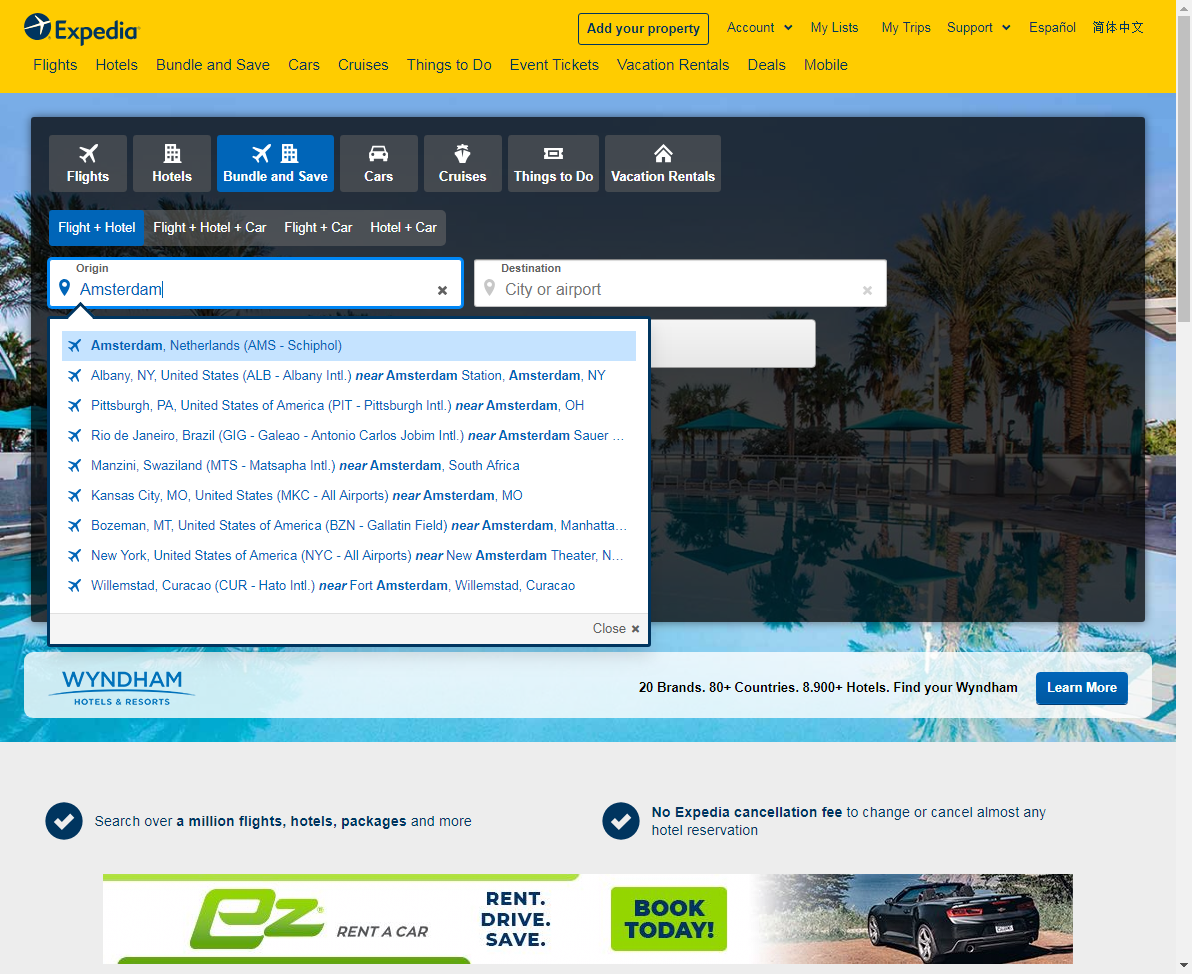 Expedia
Add your property
Account
My Lists
My Trips
Support
Español
简体中文
Flights
Hotels
Bundle and Save
Cars
Cruises
Things to Do
Event Tickets
Vacation Rentals
Deals
Mobile
Flights
Hotels
Bundle and Save
Cars
Cruises
Things to Do
Vacation Rentals
Flight + Hotel
Flight + Hotel + Car
Flight + Car
Hotel + Car
Origin
Amsterdam
Destination
City or airport
Amsterdam, Netherlands (AMS - Schiphol)
Albany, NY, United States (ALB - Albany Intl.) near Amsterdam Station, Amsterdam, NY
Pittsburgh, PA, United States of America (PIT - Pittsburgh Intl.) near Amsterdam, OH
Rio de Janeiro, Brazil (GIG - Galeao - Antonio Carlos Jobim Intl.) near Amsterdam Sauer ...
Manzini, Swaziland (MTS - Matsapha Intl.) near Amsterdam, South Africa
Kansas City, MO, United States (MKC - All Airports) near Amsterdam, MO
Bozeman, MT, United States of America (BZN - Gallatin Field) near Amsterdam, Manhatta...
New York, United States of America (NYC - All Airports) near New Amsterdam Theater, N...
Willemstad, Curacao (CUR - Hato Intl.) near Fort Amsterdam, Willemstad, Curacao
Close
WYNDHAM
HOTELS & RESORTS
20 Brands. 80+ Countries. 8.900+ Hotels. Find your Wyndham
Learn More
Search over a million flights, hotels, packages and more
No Expedia cancellation fee to change or cancel almost any
hotel reservation
ez
RENT A CAR
RENT.
DRIVE.
SAVE.
BOOK
TODAY!